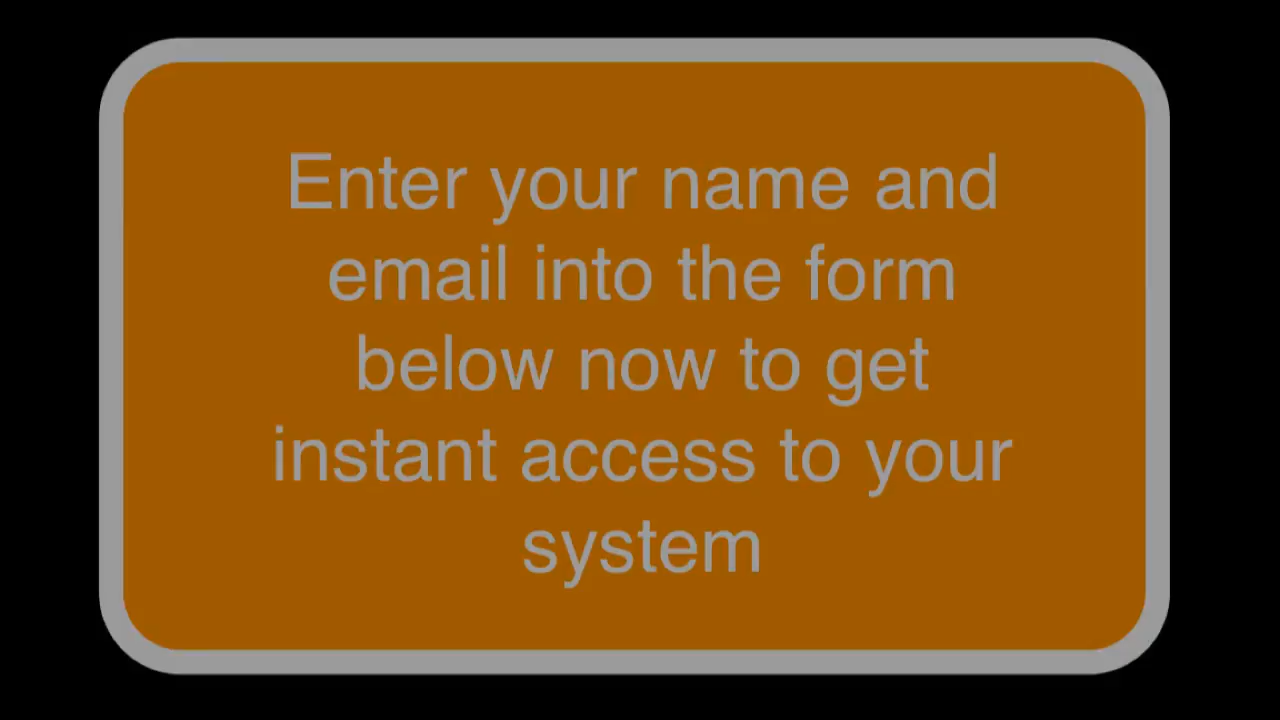 Enter your name and
email into the form
below now to get
instant access to your
system